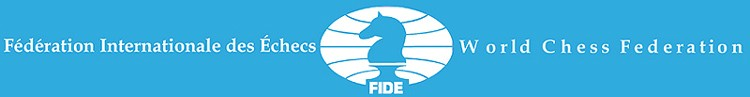 Fédération Internationale des Échecs
World Chess Federation
FIDE